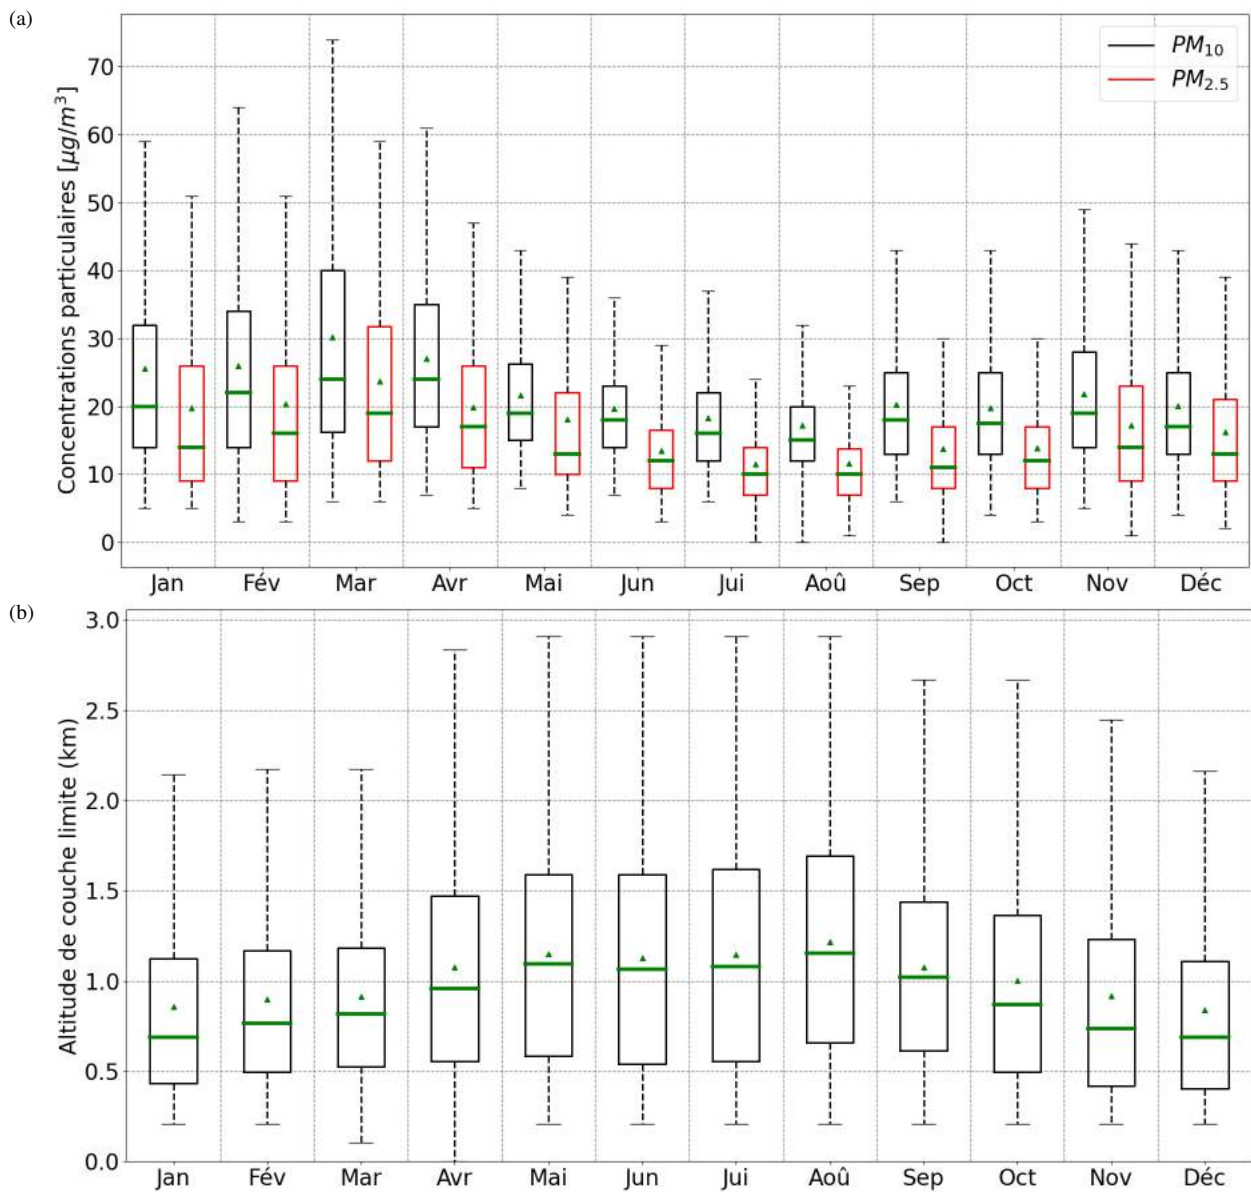 (a)
Concentrations particulaires [μg/m³]
70
60
50
40
30
20
10
0
PM₁₀
PM₂.₅
Jan Fév Mar Avr Mai Jun Jui Aoû Sep Oct Nov Déc
(b)
Altitude de couche limite (km)
3.0
2.5
2.0
1.5
1.0
0.5
0.0
Jan Fév Mar Avr Mai Jun Jui Aoû Sep Oct Nov Déc